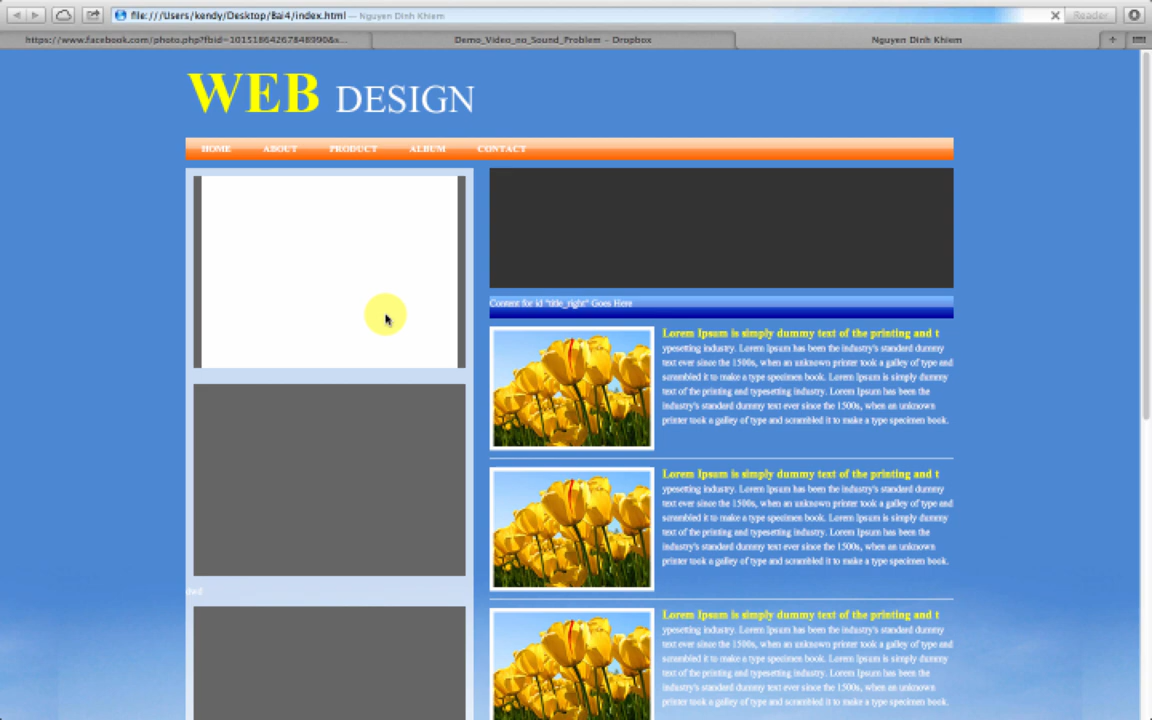 file:///Users/kendy/Desktop/Bai4/index.html — Nguyen Dinh Khiem
Reader
https://www.facebook.com/photo.php?fbid=10151864267848990&s...
Demo_Video_no_Sound_Problem – Dropbox
Nguyen Dinh Khiem
WEB DESIGN
HOME ABOUT PRODUCT ALBUM CONTACT
Content for id "title_right" Goes Here
Lorem Ipsum is simply dummy text of the printing and t
ypesetting industry. Lorem Ipsum has been the industry's standard dummy
text ever since the 1500s, when an unknown printer took a galley of type and
scrambled it to make a type specimen book. Lorem Ipsum is simply dummy
text of the printing and typesetting industry. Lorem Ipsum has been the
industry's standard dummy text ever since the 1500s, when an unknown
printer took a galley of type and scrambled it to make a type specimen book.
Lorem Ipsum is simply dummy text of the printing and t
ypesetting industry. Lorem Ipsum has been the industry's standard dummy
text ever since the 1500s, when an unknown printer took a galley of type and
scrambled it to make a type specimen book. Lorem Ipsum is simply dummy
text of the printing and typesetting industry. Lorem Ipsum has been the
industry's standard dummy text ever since the 1500s, when an unknown
printer took a galley of type and scrambled it to make a type specimen book.
Lorem Ipsum is simply dummy text of the printing and t
ypesetting industry. Lorem Ipsum has been the industry's standard dummy
text ever since the 1500s, when an unknown printer took a galley of type and
scrambled it to make a type specimen book. Lorem Ipsum is simply dummy
text of the printing and typesetting industry. Lorem Ipsum has been the
industry's standard dummy text ever since the 1500s, when an unknown
printer took a galley of type and scrambled it to make a type specimen book.